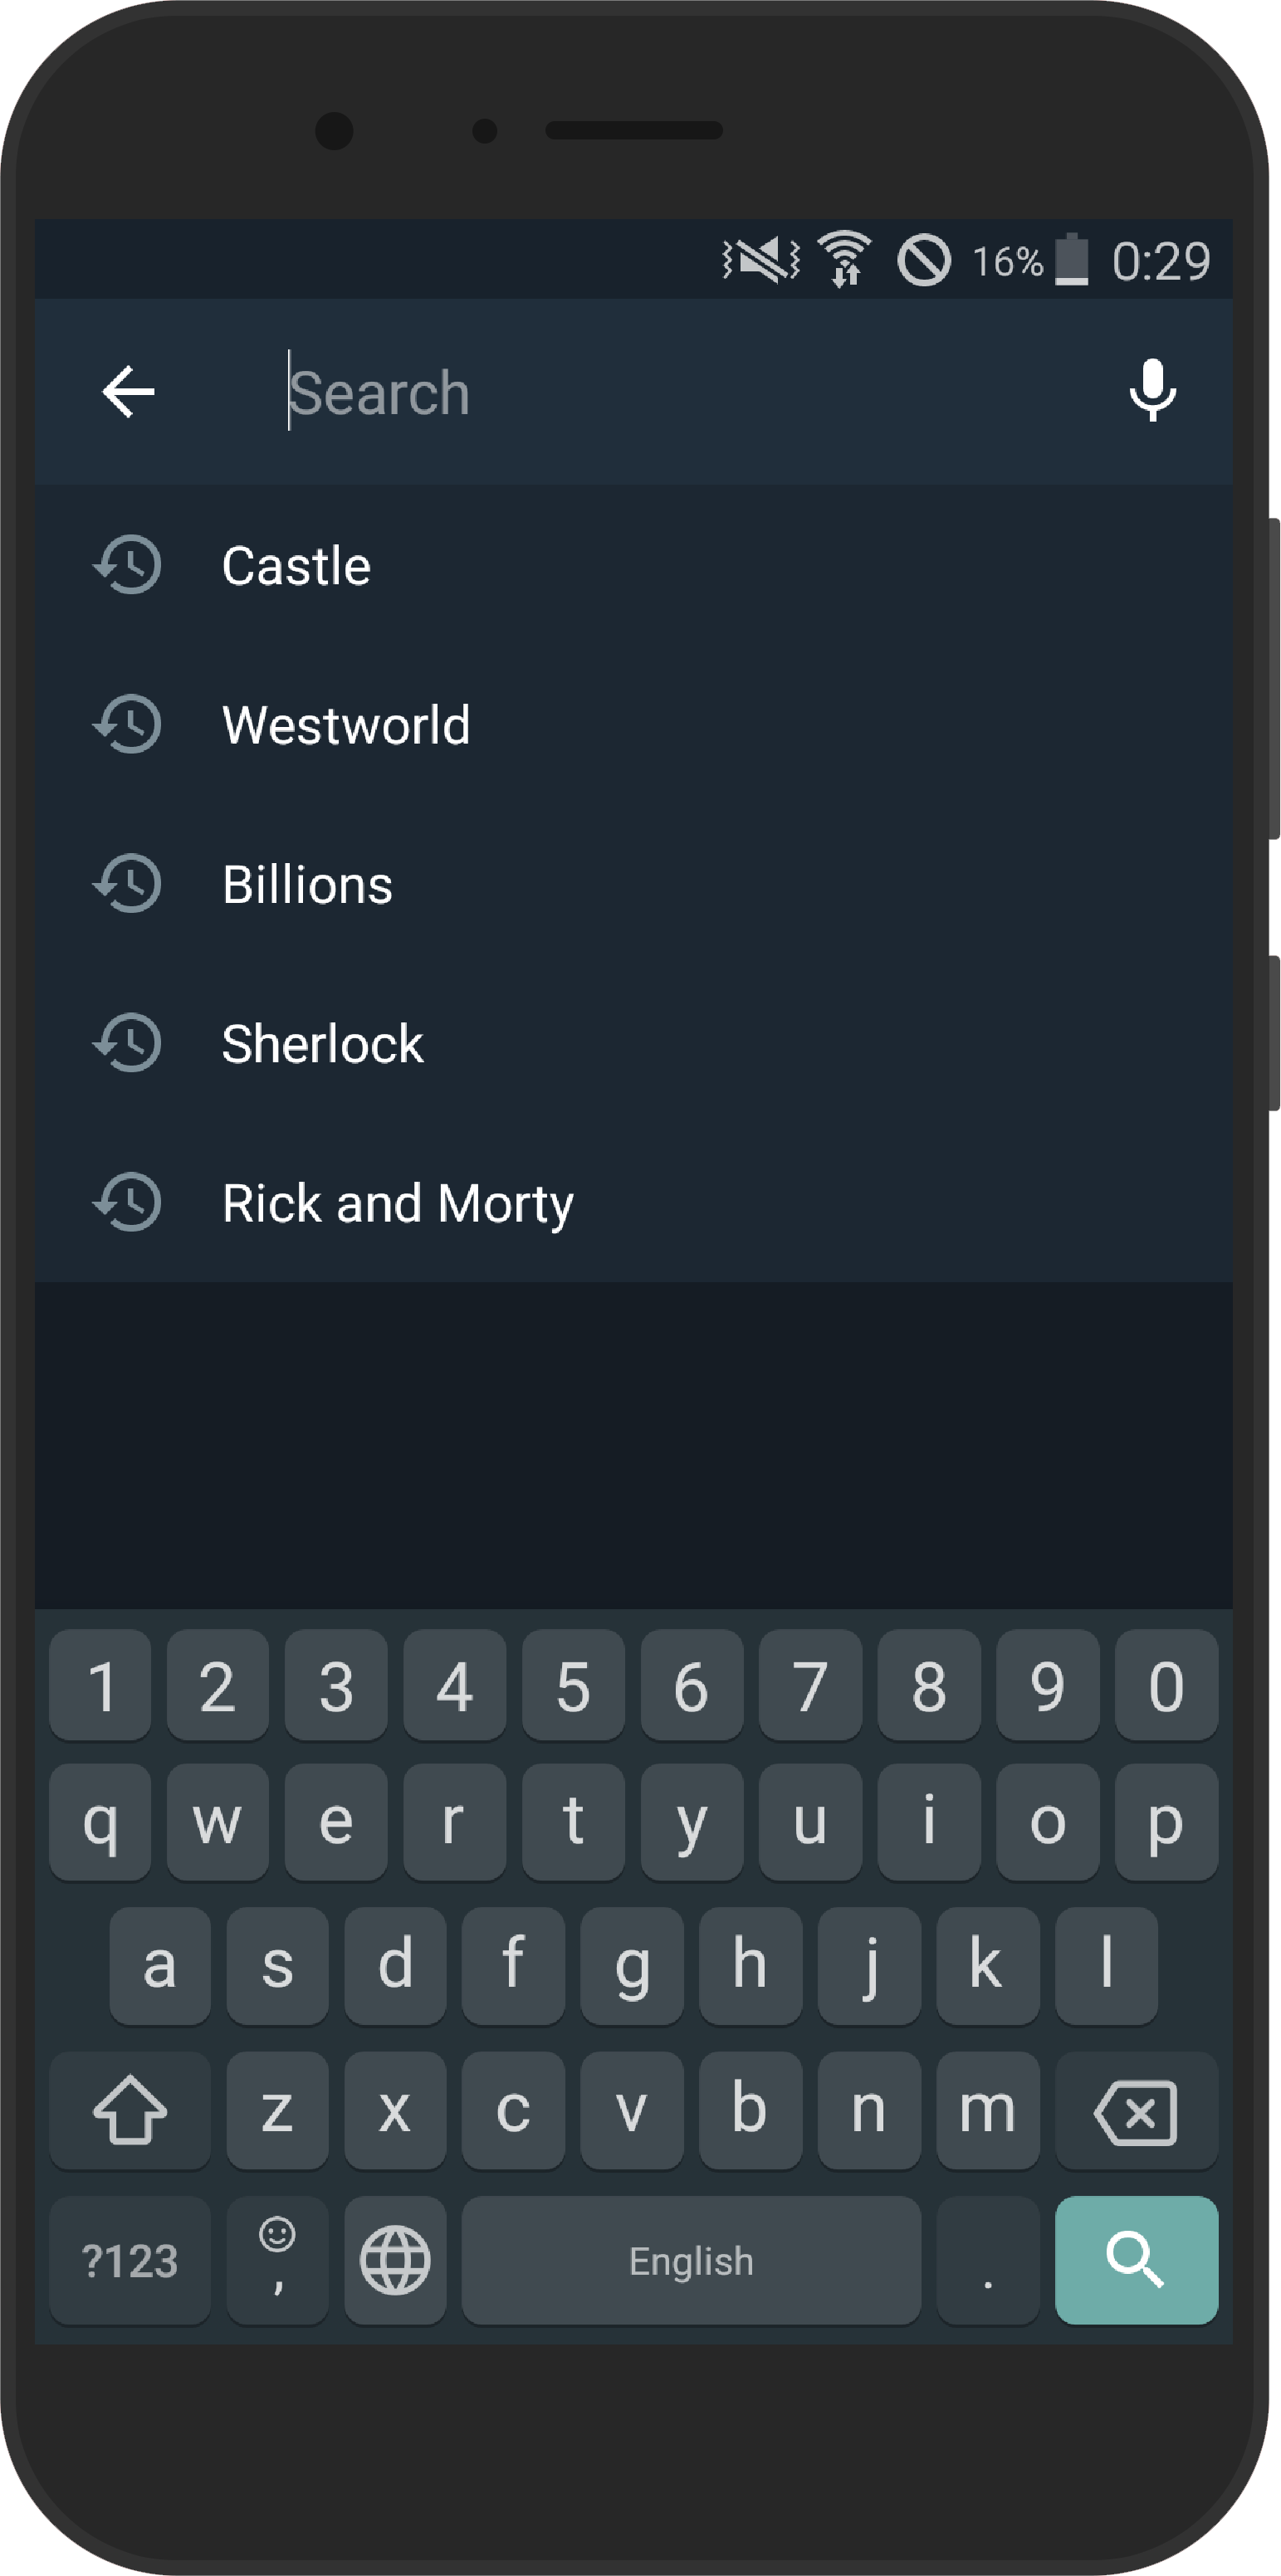 16% 0:29
Search
Castle
Westworld
Billions
Sherlock
Rick and Morty
1 2 3 4 5 6 7 8 9 0
q w e r t y u i o p
a s d f g h j k l
z x c v b n m
?123 , English .